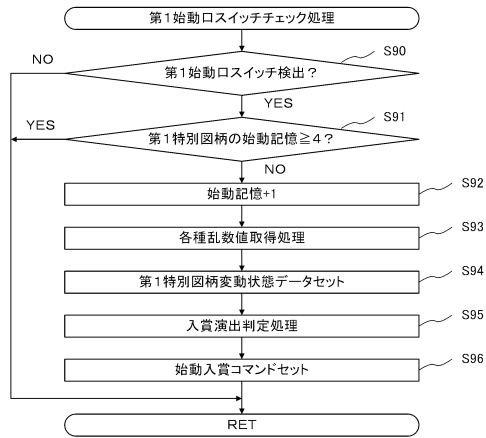 第1始動口スイッチチェック処理
S90
NO
第1始動口スイッチ検出？
YES
S91
YES
第1特別図柄の始動記憶≧4？
NO
S92
始動記憶+1
S93
各種乱数値取得処理
S94
第1特別図柄変動状態データセット
S95
入賞演出判定処理
S96
始動入賞コマンドセット
RET